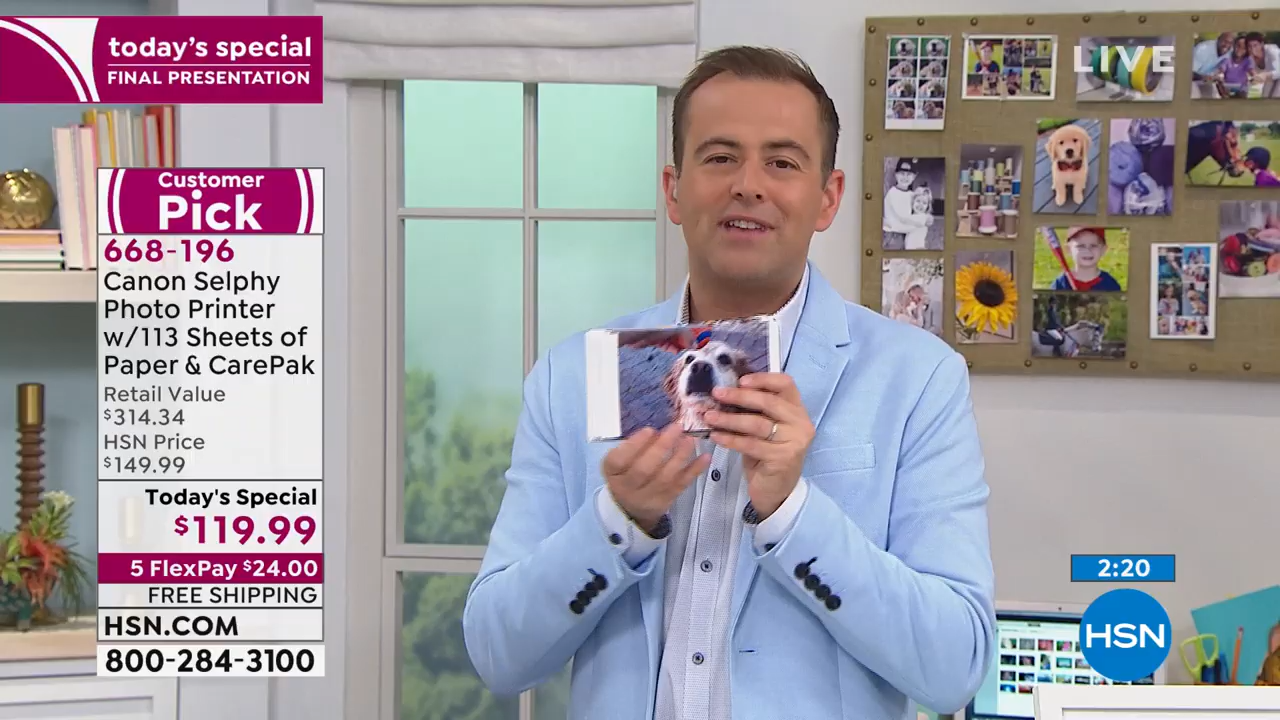 today's special
FINAL PRESENTATION
Customer
Pick
668-196
Canon Selphy
Photo Printer
w/113 Sheets of
Paper & CarePak
Retail Value
$314.34
HSN Price
$149.99
Today's Special
$119.99
5 FlexPay $24.00
FREE SHIPPING
HSN.COM
800-284-3100
LIVE
2:20
HSN